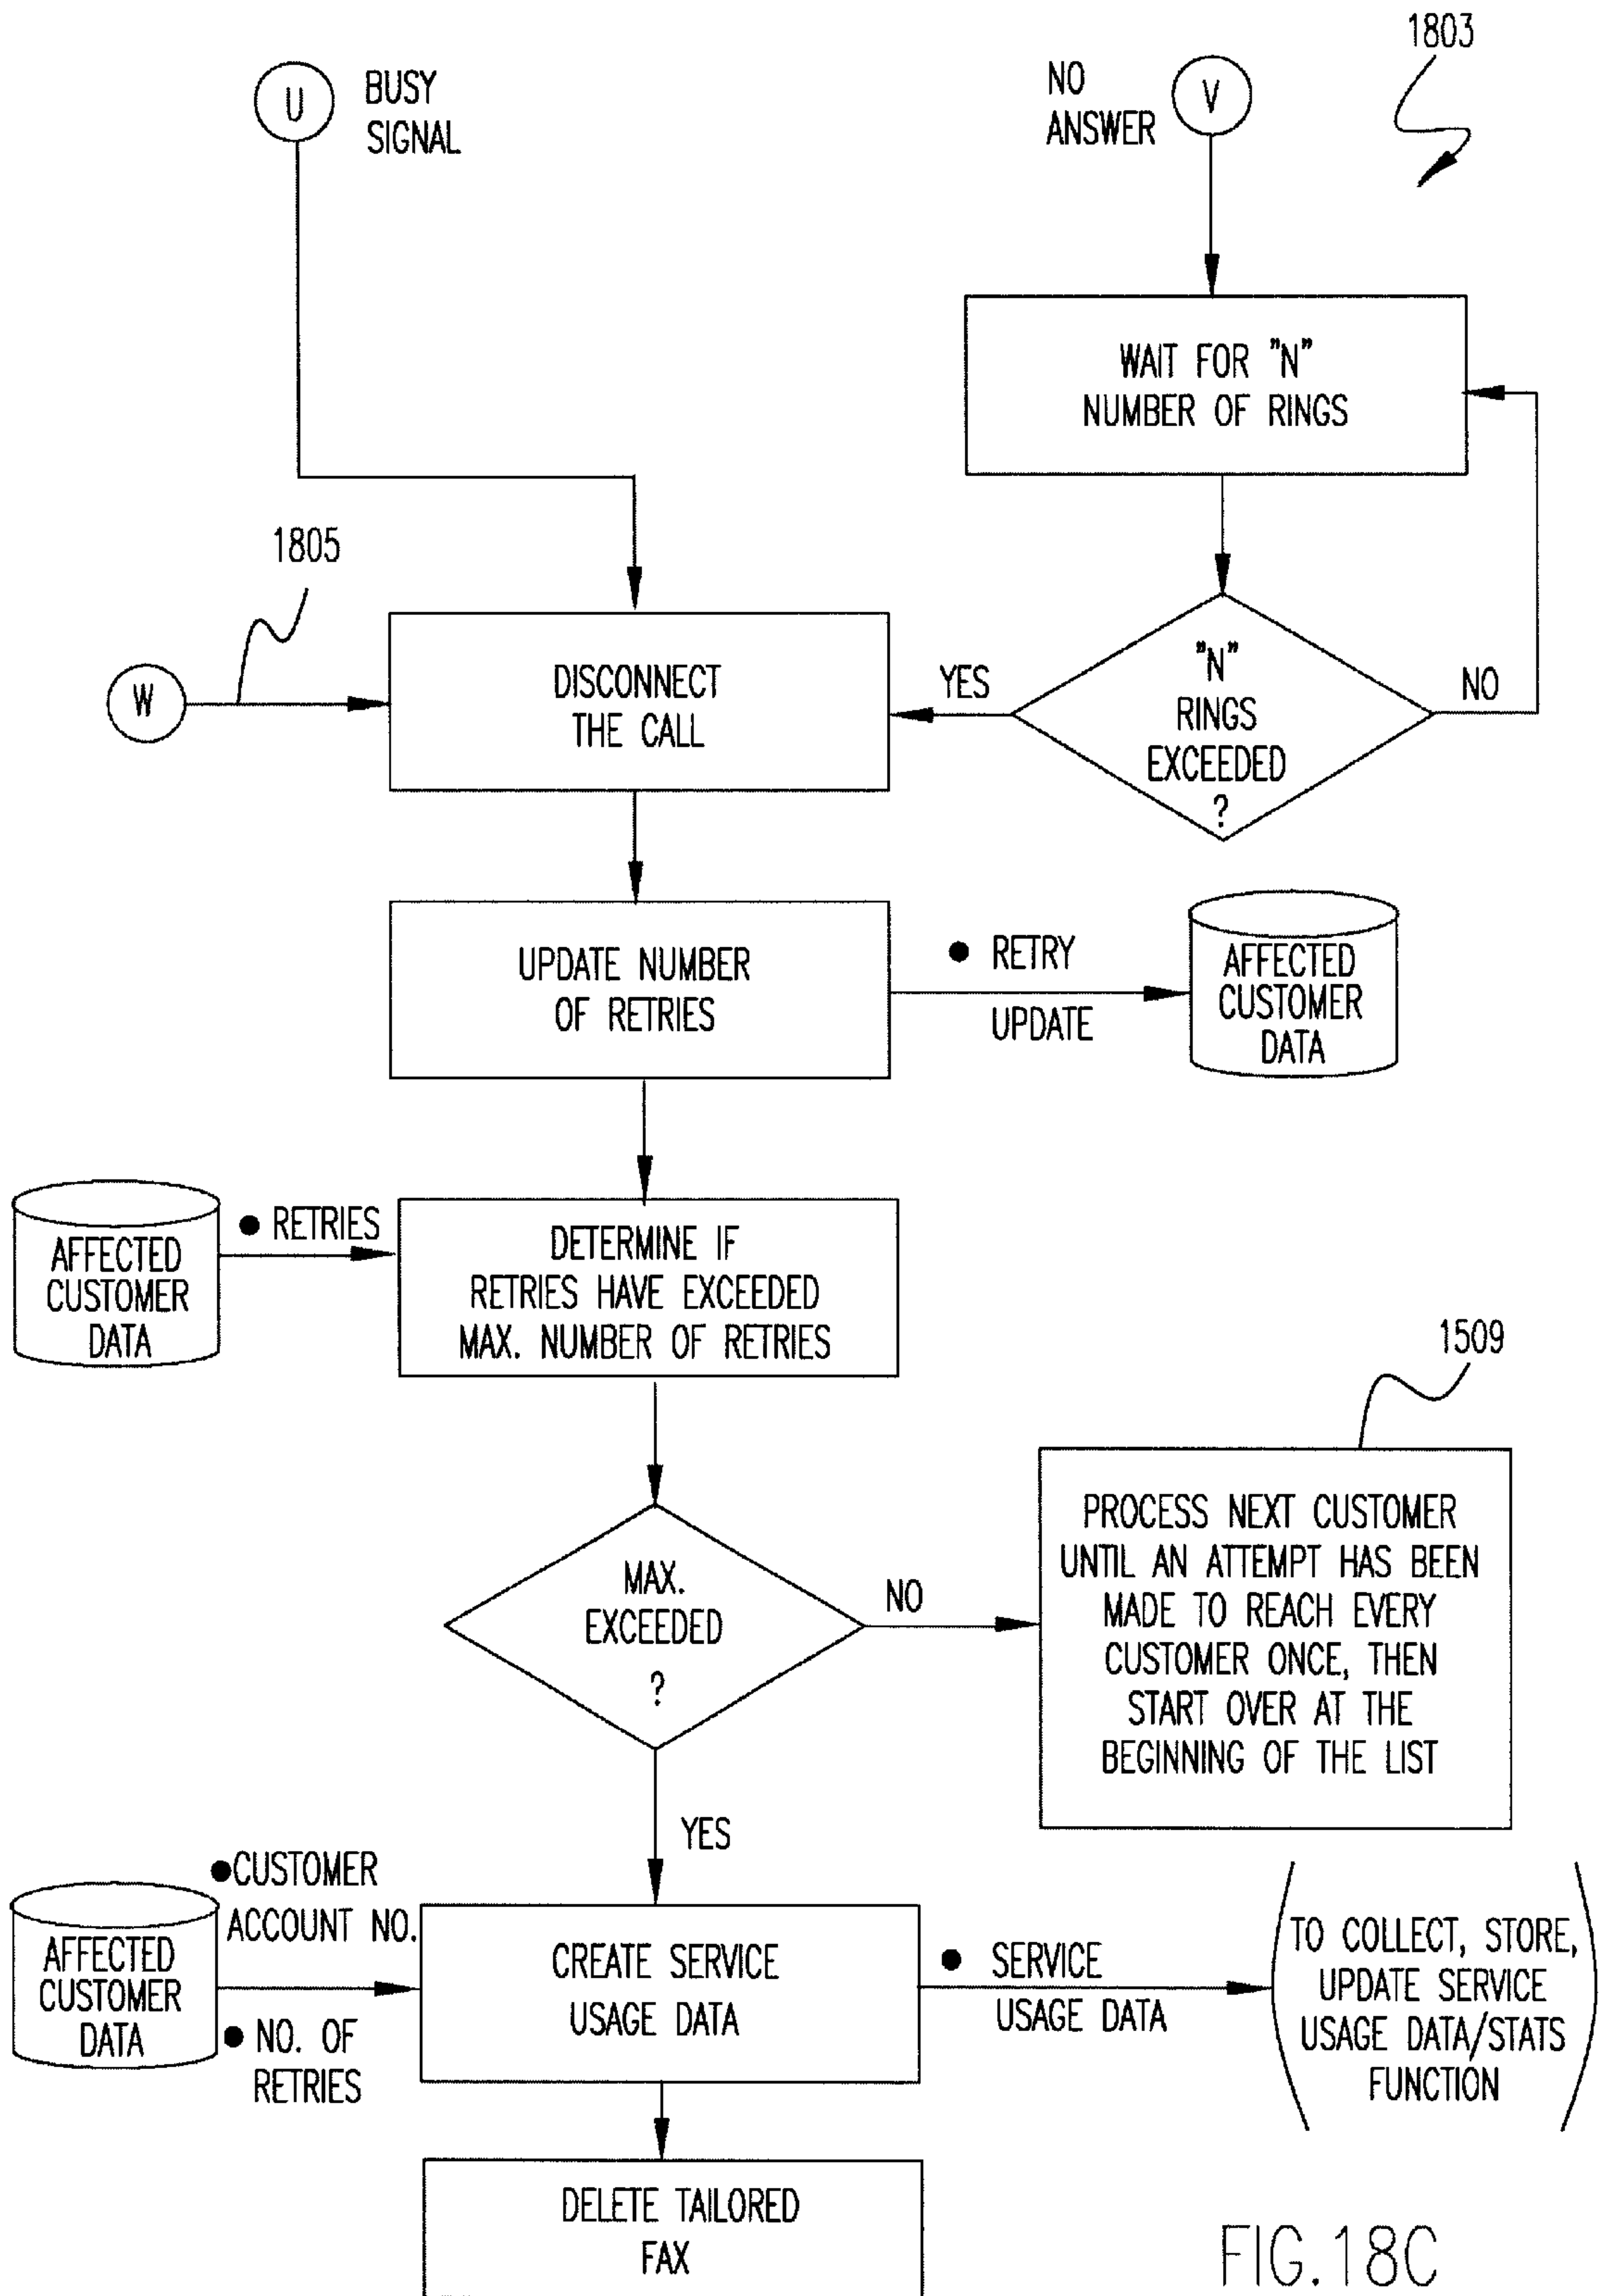 1803
U
BUSY
SIGNAL
NO
ANSWER
V
WAIT FOR "N"
NUMBER OF RINGS
1805
W
DISCONNECT
THE CALL
YES
"N"
RINGS
EXCEEDED
?
NO
UPDATE NUMBER
OF RETRIES
● RETRY
UPDATE
AFFECTED
CUSTOMER
DATA
AFFECTED
CUSTOMER
DATA
● RETRIES
DETERMINE IF
RETRIES HAVE EXCEEDED
MAX. NUMBER OF RETRIES
1509
MAX.
EXCEEDED
?
NO
PROCESS NEXT CUSTOMER
UNTIL AN ATTEMPT HAS BEEN
MADE TO REACH EVERY
CUSTOMER ONCE, THEN
START OVER AT THE
BEGINNING OF THE LIST
YES
AFFECTED
CUSTOMER
DATA
●CUSTOMER
ACCOUNT NO.
● NO. OF
RETRIES
CREATE SERVICE
USAGE DATA
● SERVICE
USAGE DATA
TO COLLECT, STORE,
UPDATE SERVICE
USAGE DATA/STATS
FUNCTION
DELETE TAILORED
FAX
FIG.18C